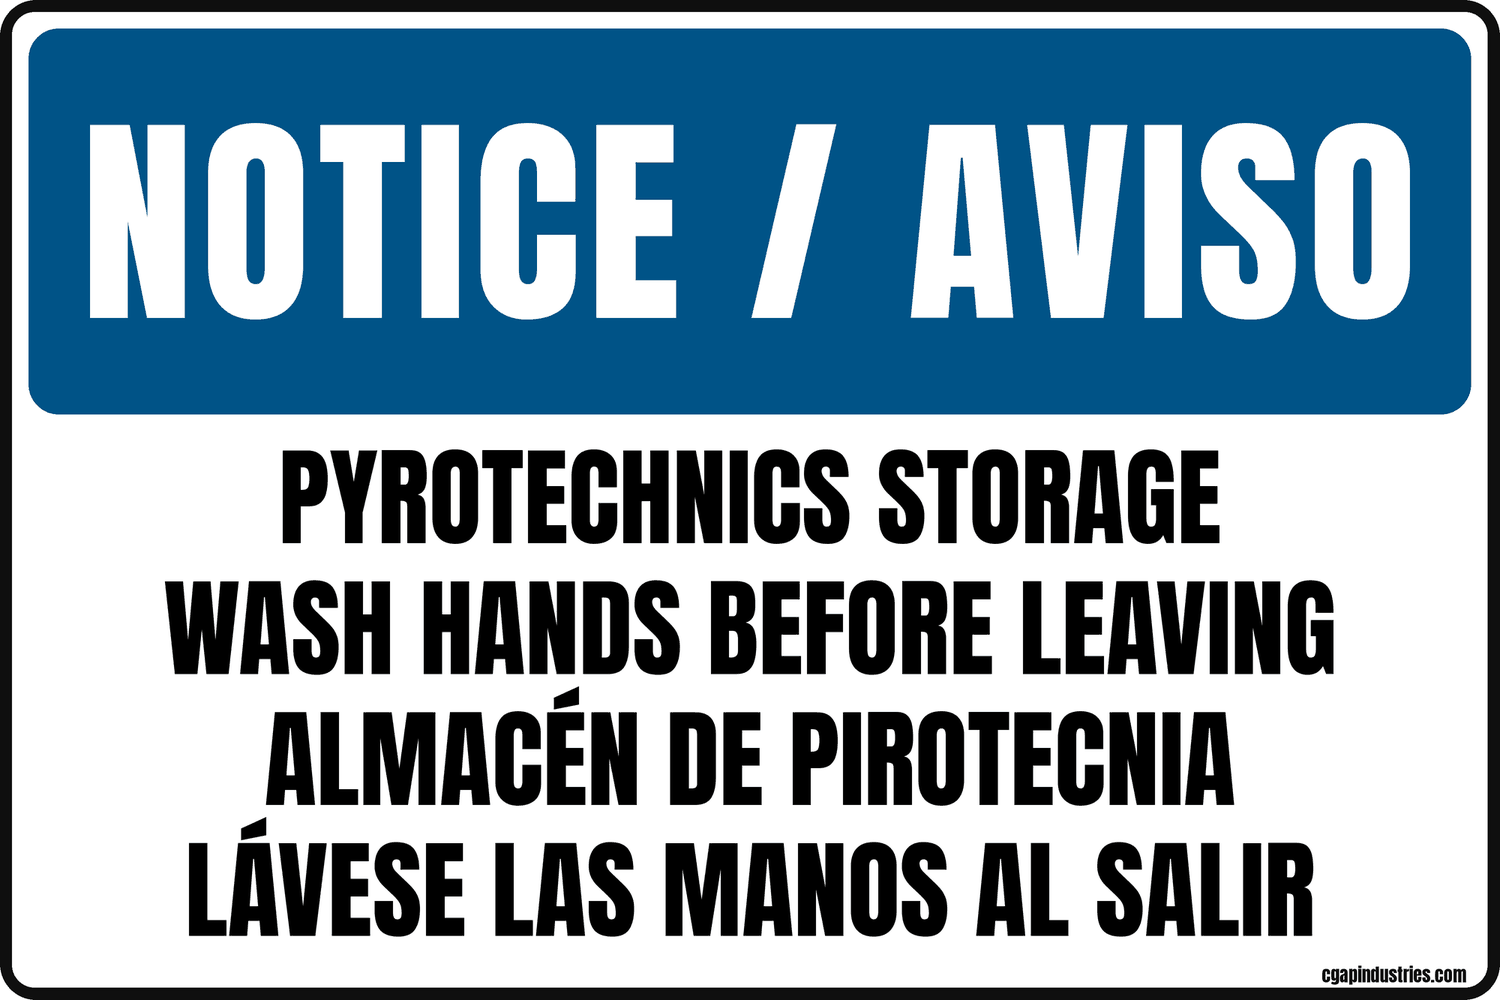 NOTICE / AVISO
PYROTECHNICS STORAGE
WASH HANDS BEFORE LEAVING
ALMACÉN DE PIROTECNIA
LÁVESE LAS MANOS AL SALIR
cgapindustries.com